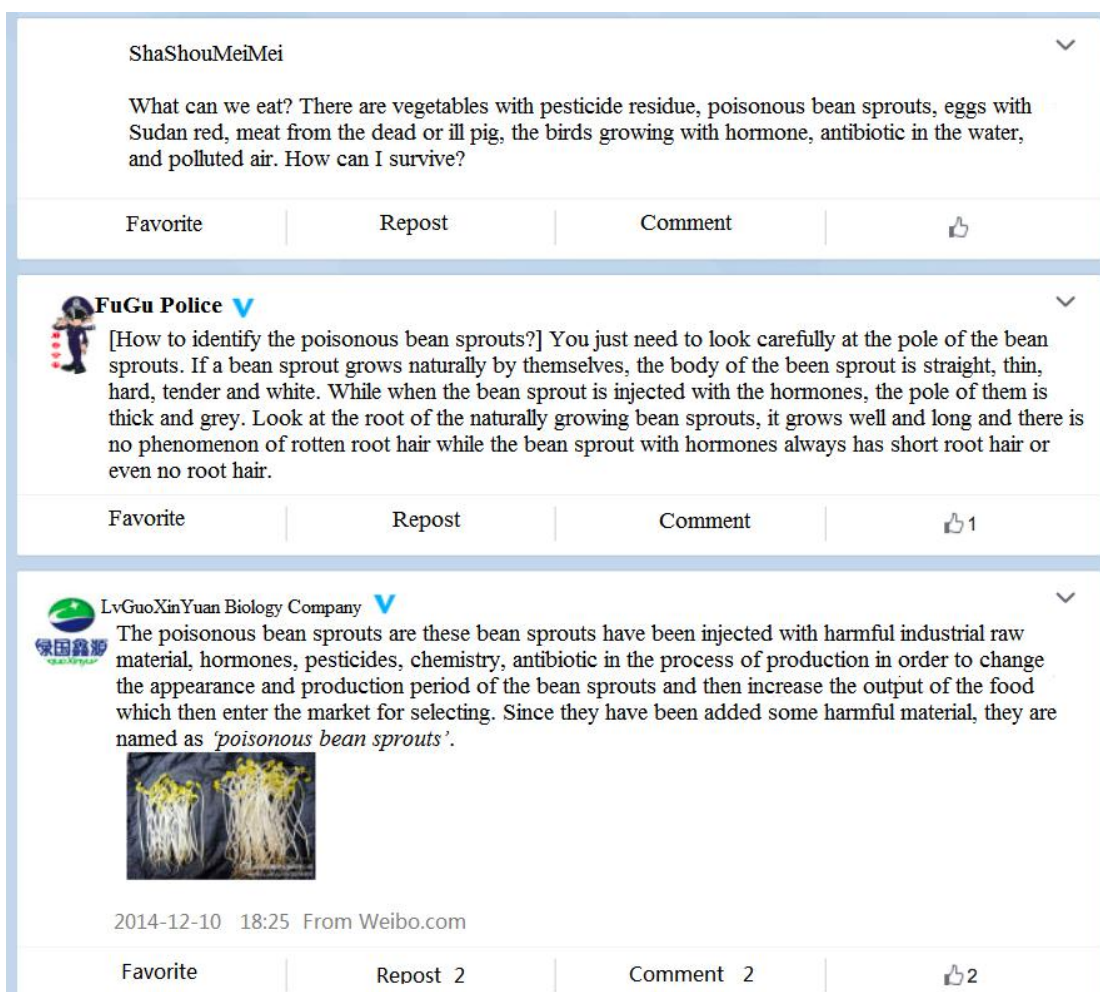 ShaShouMeiMei
What can we eat? There are vegetables with pesticide residue, poisonous bean sprouts, eggs with
Sudan red, meat from the dead or ill pig, the birds growing with hormone, antibiotic in the water,
and polluted air. How can I survive?
Favorite Repost Comment
FuGu Police
[How to identify the poisonous bean sprouts?] You just need to look carefully at the pole of the bean
sprouts. If a bean sprout grows naturally by themselves, the body of the been sprout is straight, thin,
hard, tender and white. While when the bean sprout is injected with the hormones, the pole of them is
thick and grey. Look at the root of the naturally growing bean sprouts, it grows well and long and there is
no phenomenon of rotten root hair while the bean sprout with hormones always has short root hair or
even no root hair.
Favorite Repost Comment 1
LvGuoXinYuan Biology Company
绿国鑫源
The poisonous bean sprouts are these bean sprouts have been injected with harmful industrial raw
material, hormones, pesticides, chemistry, antibiotic in the process of production in order to change
the appearance and production period of the bean sprouts and then increase the output of the food
which then enter the market for selecting. Since they have been added some harmful material, they are
named as ‘poisonous bean sprouts’.
2014-12-10 18:25 From Weibo.com
Favorite Repost 2 Comment 2 2